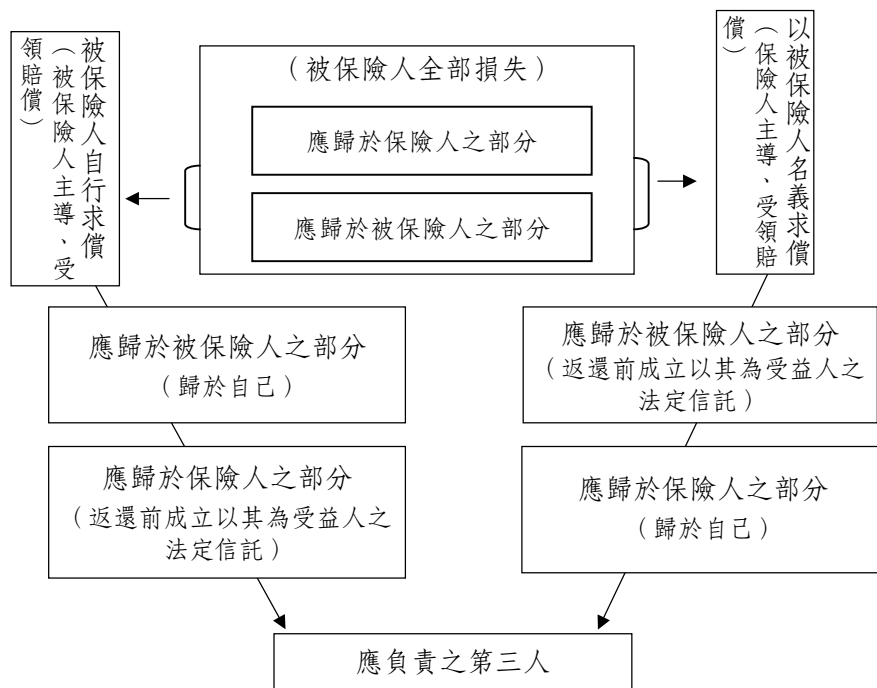 被保險人自行求償
（被保險人主導、受
領賠償）
（被保險人全部損失）
應歸於保險人之部分
應歸於被保險人之部分
以被保險人名義求償
（保險人主導、受領賠
償）
應歸於被保險人之部分
（歸於自己）
應歸於保險人之部分
（返還前成立以其為受益人之
法定信託）
應歸於被保險人之部分
（返還前成立以其為受益人之
法定信託）
應歸於保險人之部分
（歸於自己）
應負責之第三人